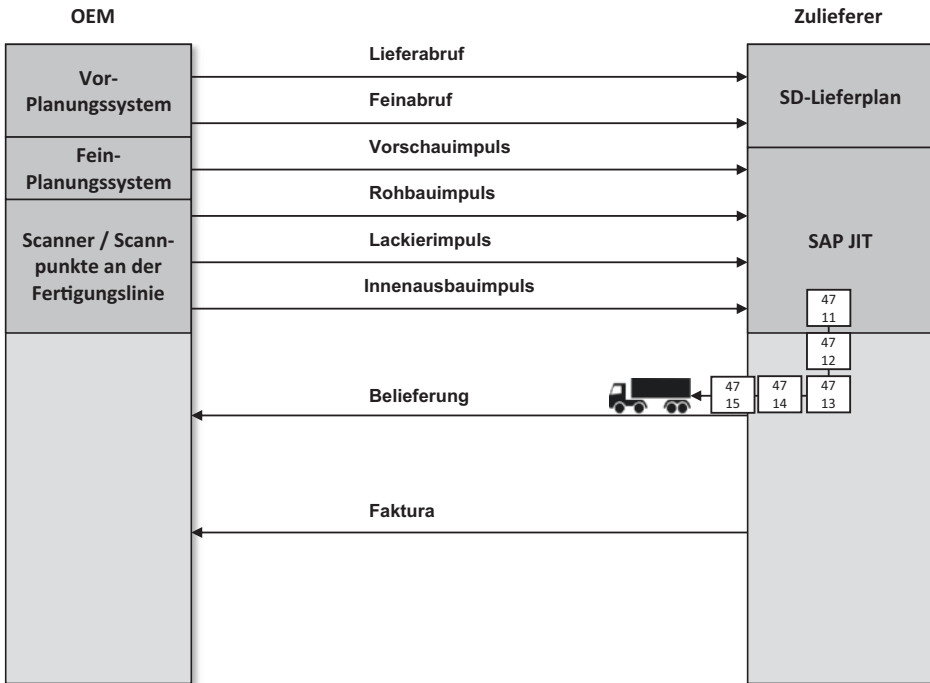 OEM
Zulieferer
Vor-
Planungssystem
Lieferabruf
Feinabruf
SD-Lieferplan
Fein-
Planungssystem
Vorschauimpuls
Rohbauimpuls
Scanner / Scann-
punkte an der
Fertigungslinie
Lackierimpuls
Innenausbauimpuls
SAP JIT
47
11
47
12
47
13
47
14
47
15
Belieferung
Faktura